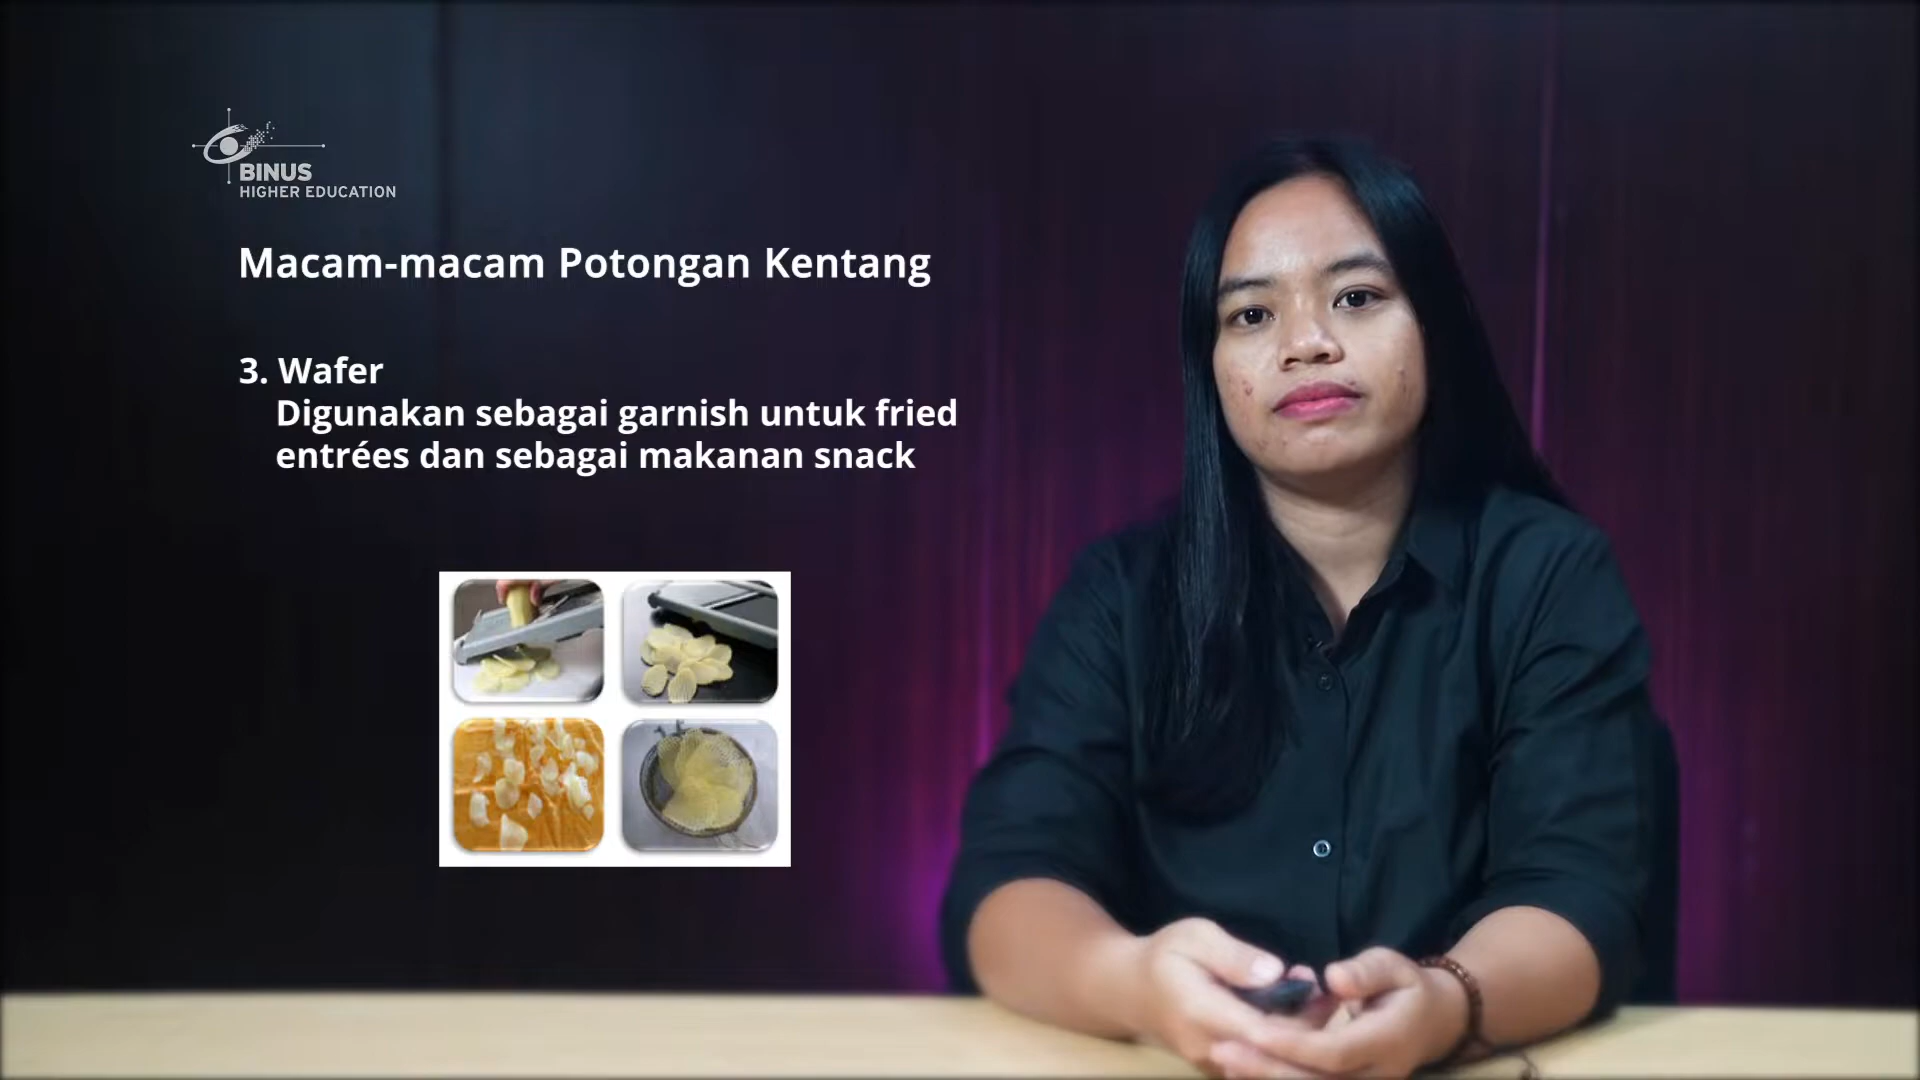 BINUS
HIGHER EDUCATION
Macam-macam Potongan Kentang
3. Wafer
Digunakan sebagai garnish untuk fried
entrées dan sebagai makanan snack